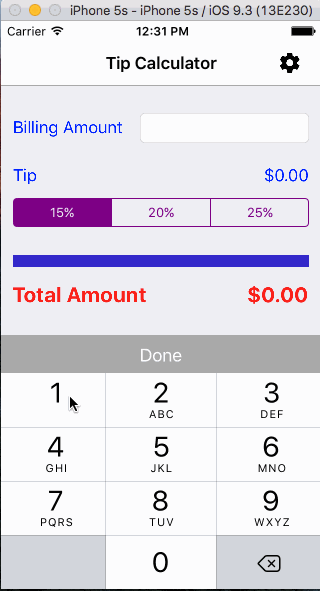 iPhone 5s - iPhone 5s / iOS 9.3 (13E230)
Carrier 12:31 PM
Tip Calculator
Billing Amount
Tip $0.00
15% 20% 25%
Total Amount $0.00
Done
1 2 3
ABC DEF
4 5 6
GHI JKL MNO
7 8 9
PQRS TUV WXYZ
0